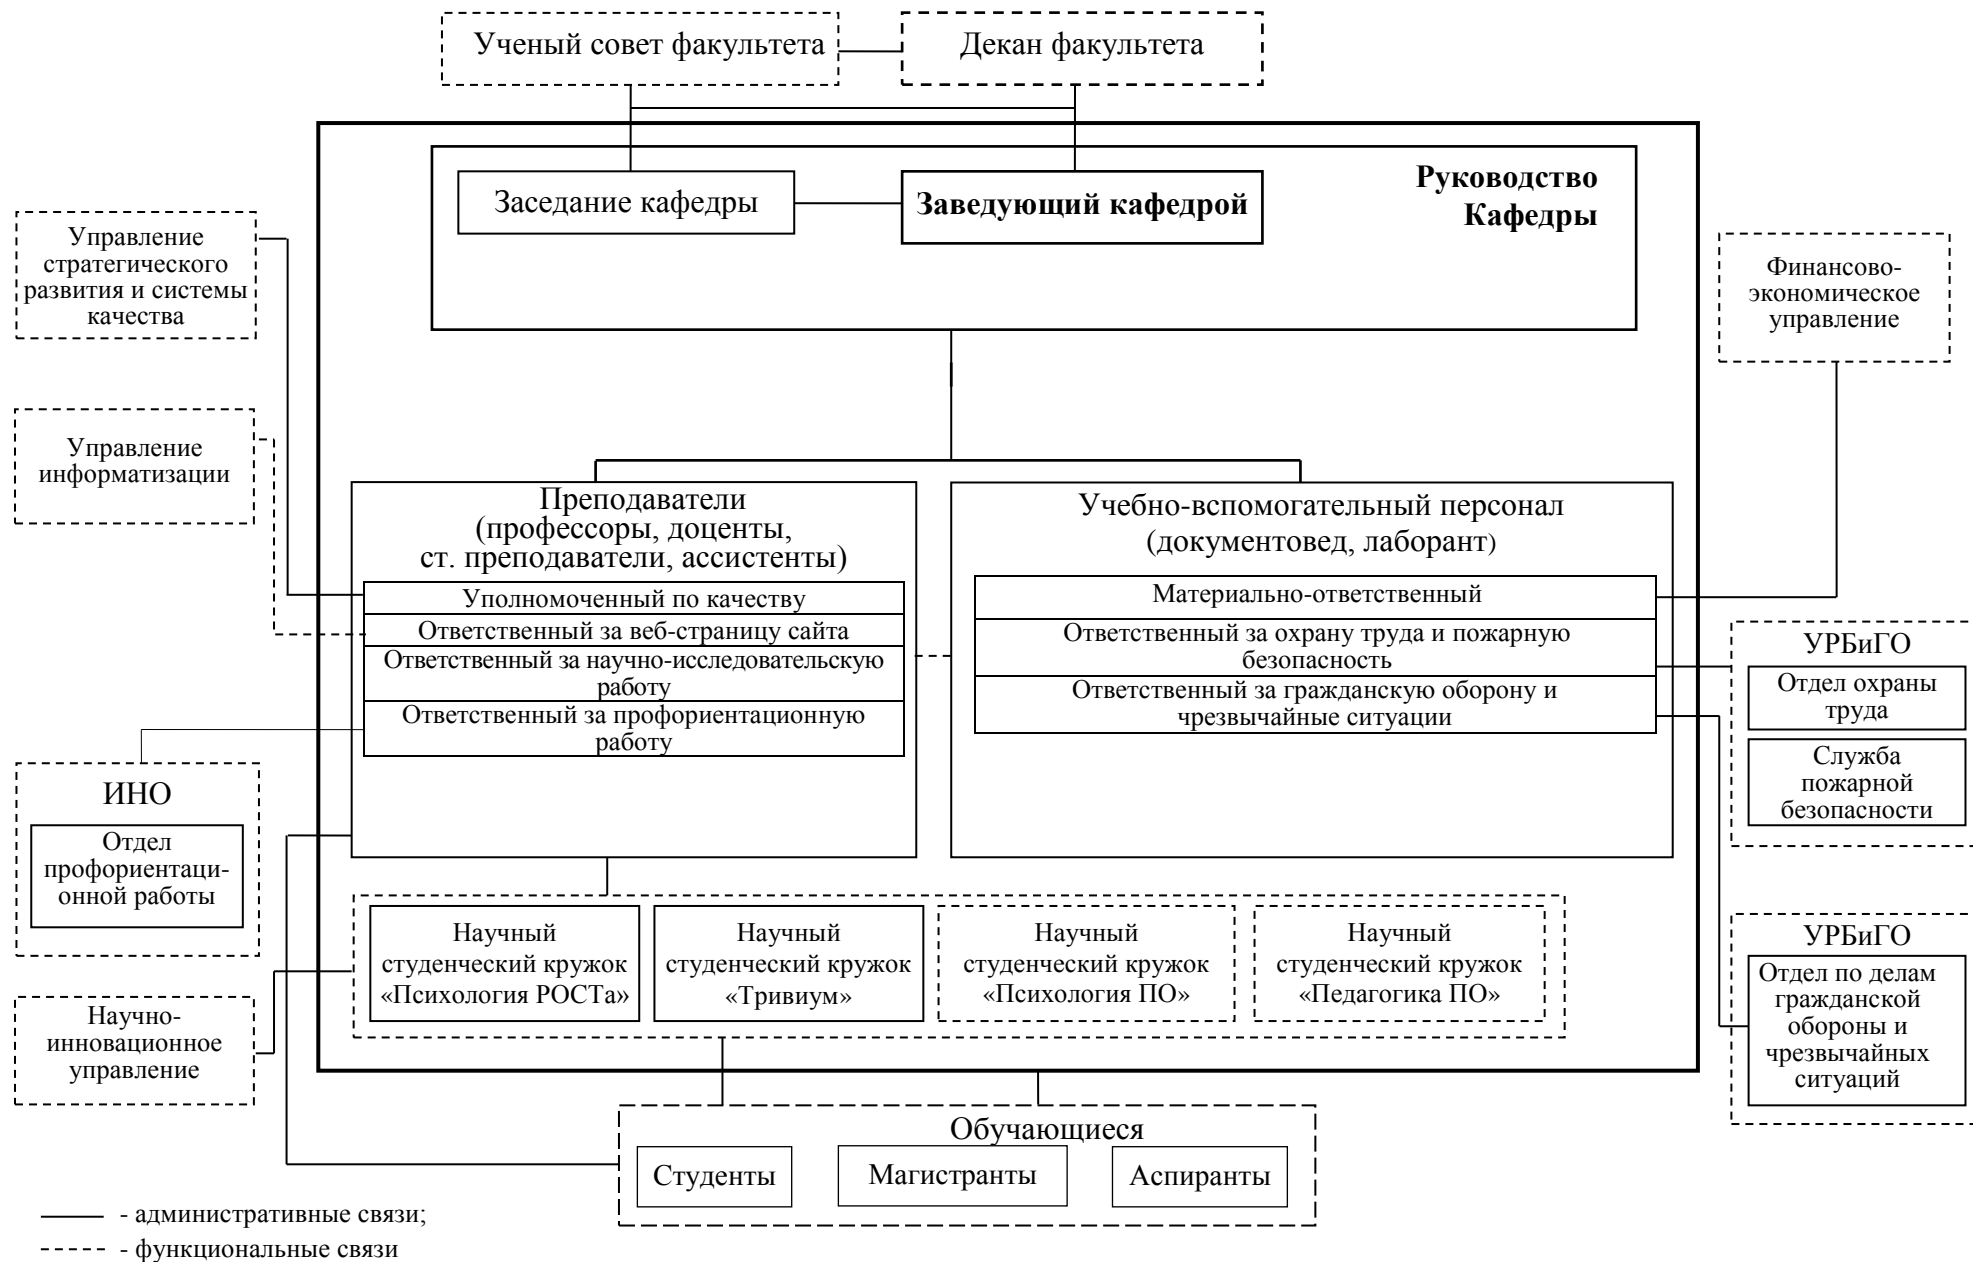 Ученый совет факультета
Декан факультета
Руководство
Кафедры
Заседание кафедры
Заведующий кафедрой
Управление
стратегического
развития и системы
качества
Финансово-
экономическое
управление
Управление
информатизации
Преподаватели
(профессоры, доценты,
ст. преподаватели, ассистенты)
Уполномоченный по качеству
Ответственный за веб-страницу сайта
Ответственный за научно-исследовательскую
работу
Ответственный за профориентационную
работу
Учебно-вспомогательный персонал
(документовед, лаборант)
Материально-ответственный
Ответственный за охрану труда и пожарную
безопасность
Ответственный за гражданскую оборону и
чрезвычайные ситуации
УРБиГО
Отдел охраны
труда
Служба
пожарной
безопасности
ИНО
Отдел
профориентаци-
онной работы
Научный
студенческий кружок
«Психология РОСТа»
Научный
студенческий кружок
«Тривиум»
Научный
студенческий кружок
«Психология ПО»
Научный
студенческий кружок
«Педагогика ПО»
УРБиГО
Отдел по делам
гражданской
обороны и
чрезвычайных
ситуаций
Научно-
инновационное
управление
Обучающиеся
Студенты
Магистранты
Аспиранты
- административные связи;
- функциональные связи